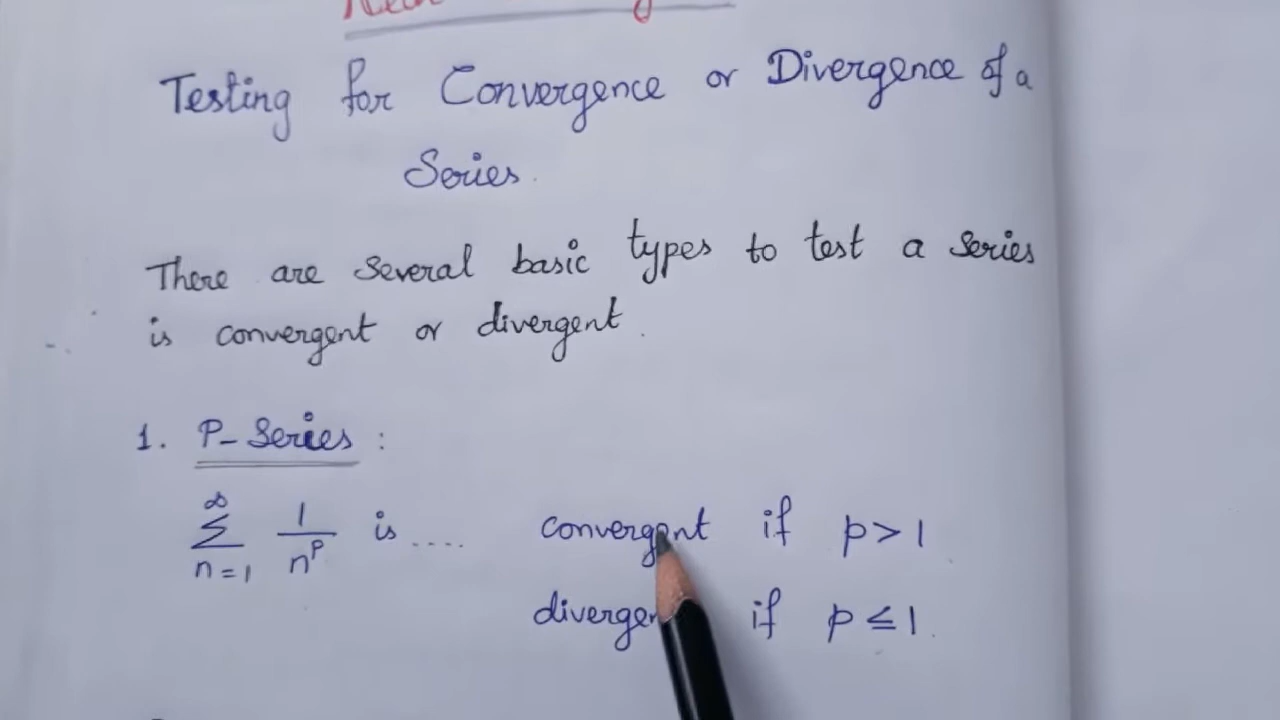 Testing for Convergence or Divergence of a
Series.
There are several basic types to test a series
is convergent or divergent.
1. P-Series:
∞
∑ 1/n^p is .... convergent if p > 1
n=1
if p ≤ 1.